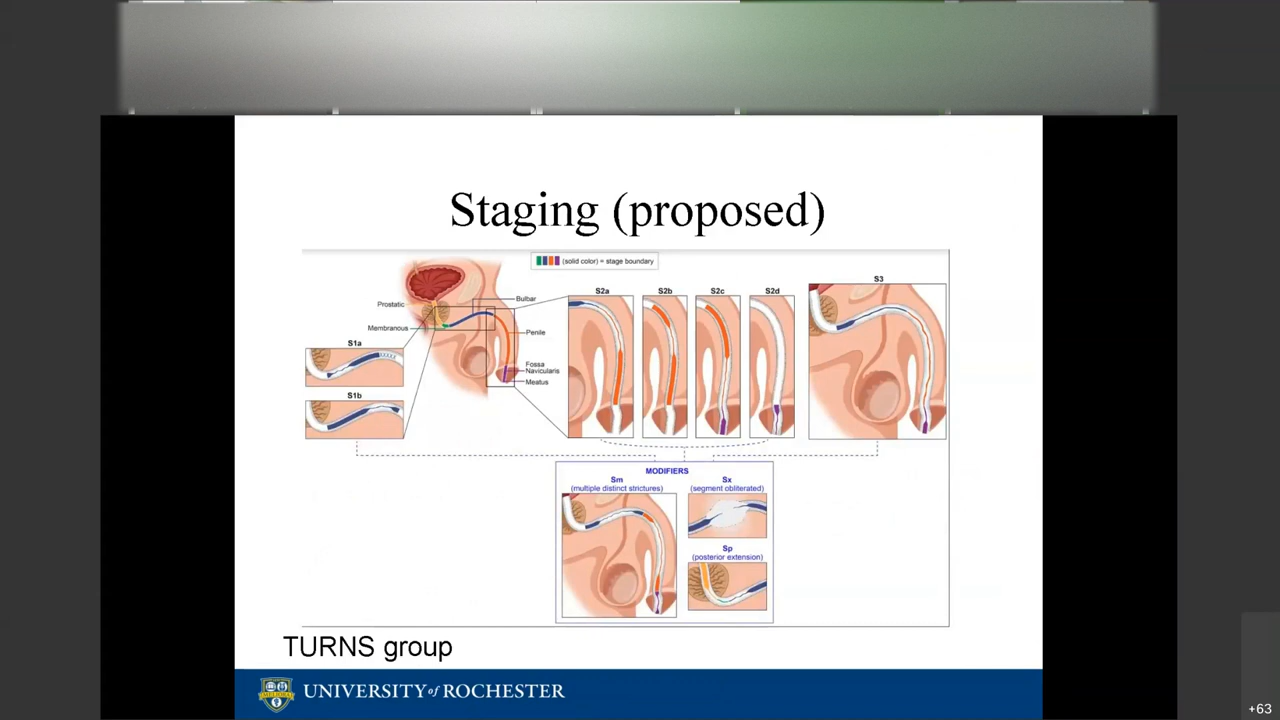 Staging (proposed)
(solid color) = stage boundary
Prostatic
Membranous
Bulbar
Penile
Fossa
Navicularis
Meatus
S1a
S1b
S2a
S2b
S2c
S2d
S3
MODIFIERS
Sm
(multiple distinct strictures)
Sx
(segment obliterated)
Sp
(posterior extension)
TURNS group
MELIORA
UNIVERSITY of ROCHESTER
+63